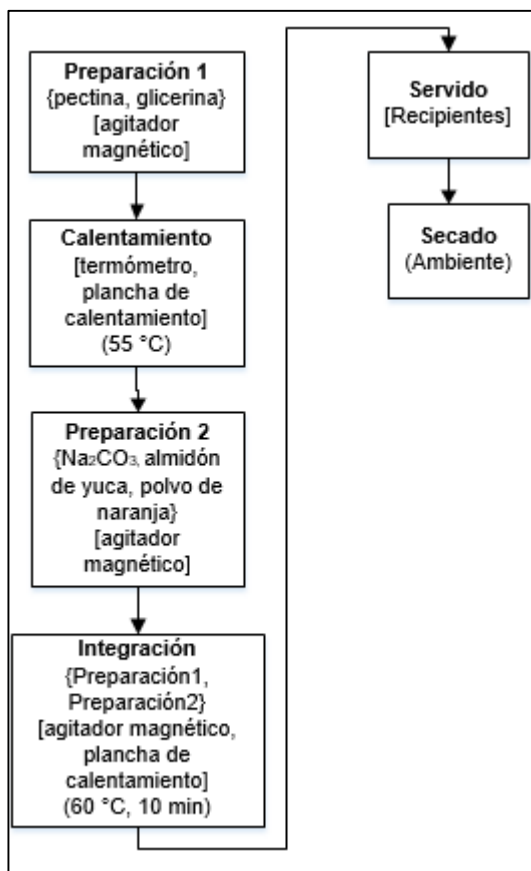 Preparación 1
{pectina, glicerina}
[agitador
magnético]
Calentamiento
[termómetro,
plancha de
calentamiento]
(55 °C)
Preparación 2
{Na₂CO₃, almidón
de yuca, polvo de
naranja}
[agitador
magnético]
Integración
{Preparación1,
Preparación2}
[agitador magnético,
plancha de
calentamiento]
(60 °C, 10 min)
Servido
[Recipientes]
Secado
(Ambiente)